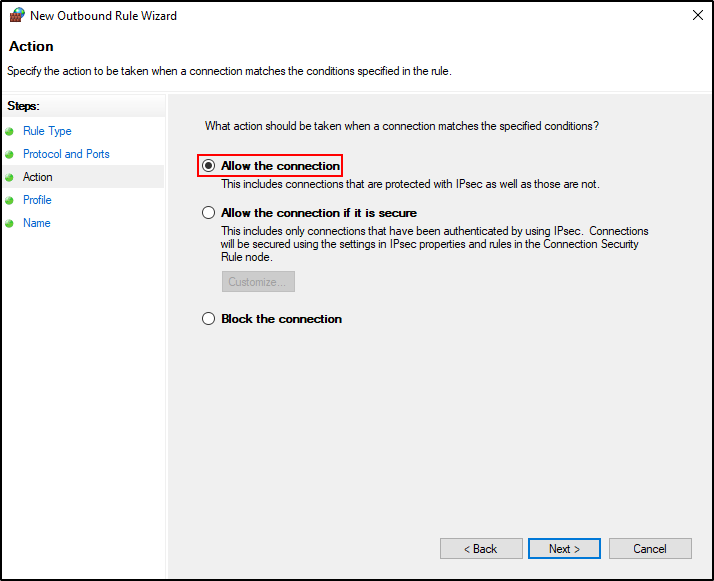 New Outbound Rule Wizard
Action
Specify the action to be taken when a connection matches the conditions specified in the rule.
Steps:
Rule Type
Protocol and Ports
Action
Profile
Name
What action should be taken when a connection matches the specified conditions?
Allow the connection
This includes connections that are protected with IPsec as well as those are not.
Allow the connection if it is secure
This includes only connections that have been authenticated by using IPsec. Connections
will be secured using the settings in IPsec properties and rules in the Connection Security
Rule node.
Customize...
Block the connection
< Back
Next >
Cancel